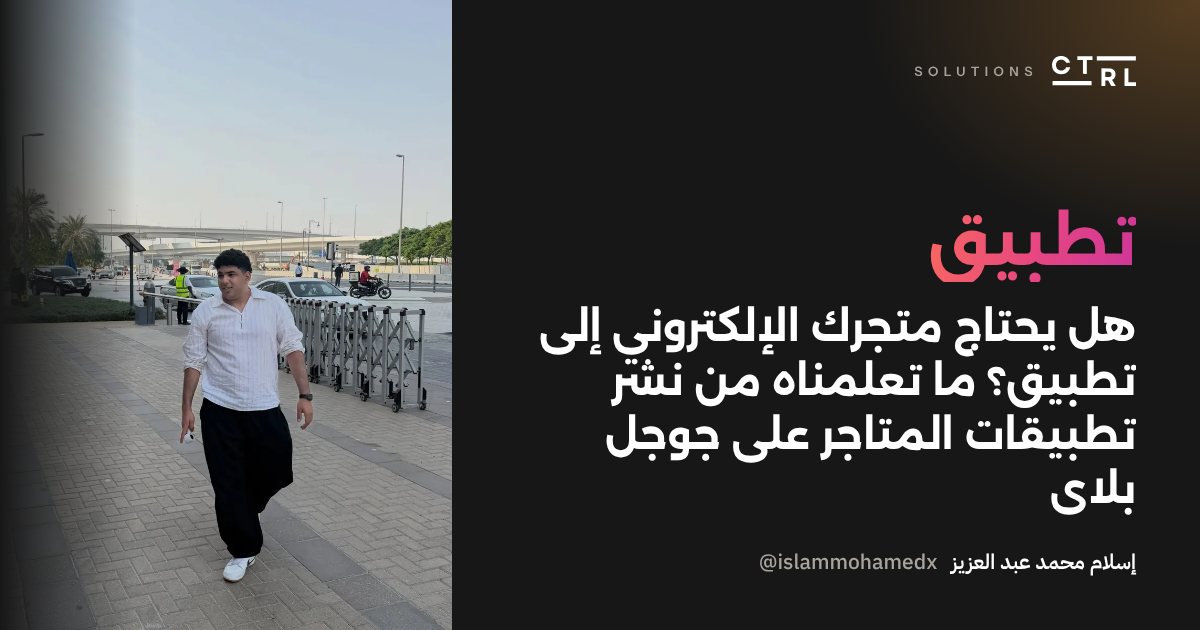 SOLUTIONS CTRL
تطبيق
هل يحتاج متجرك الإلكتروني إلى
تطبيق؟ ما تعلمناه من نشر
تطبيقات المتاجر على جوجل
بلاى
إسلام محمد عبد العزيز @islammohamedx